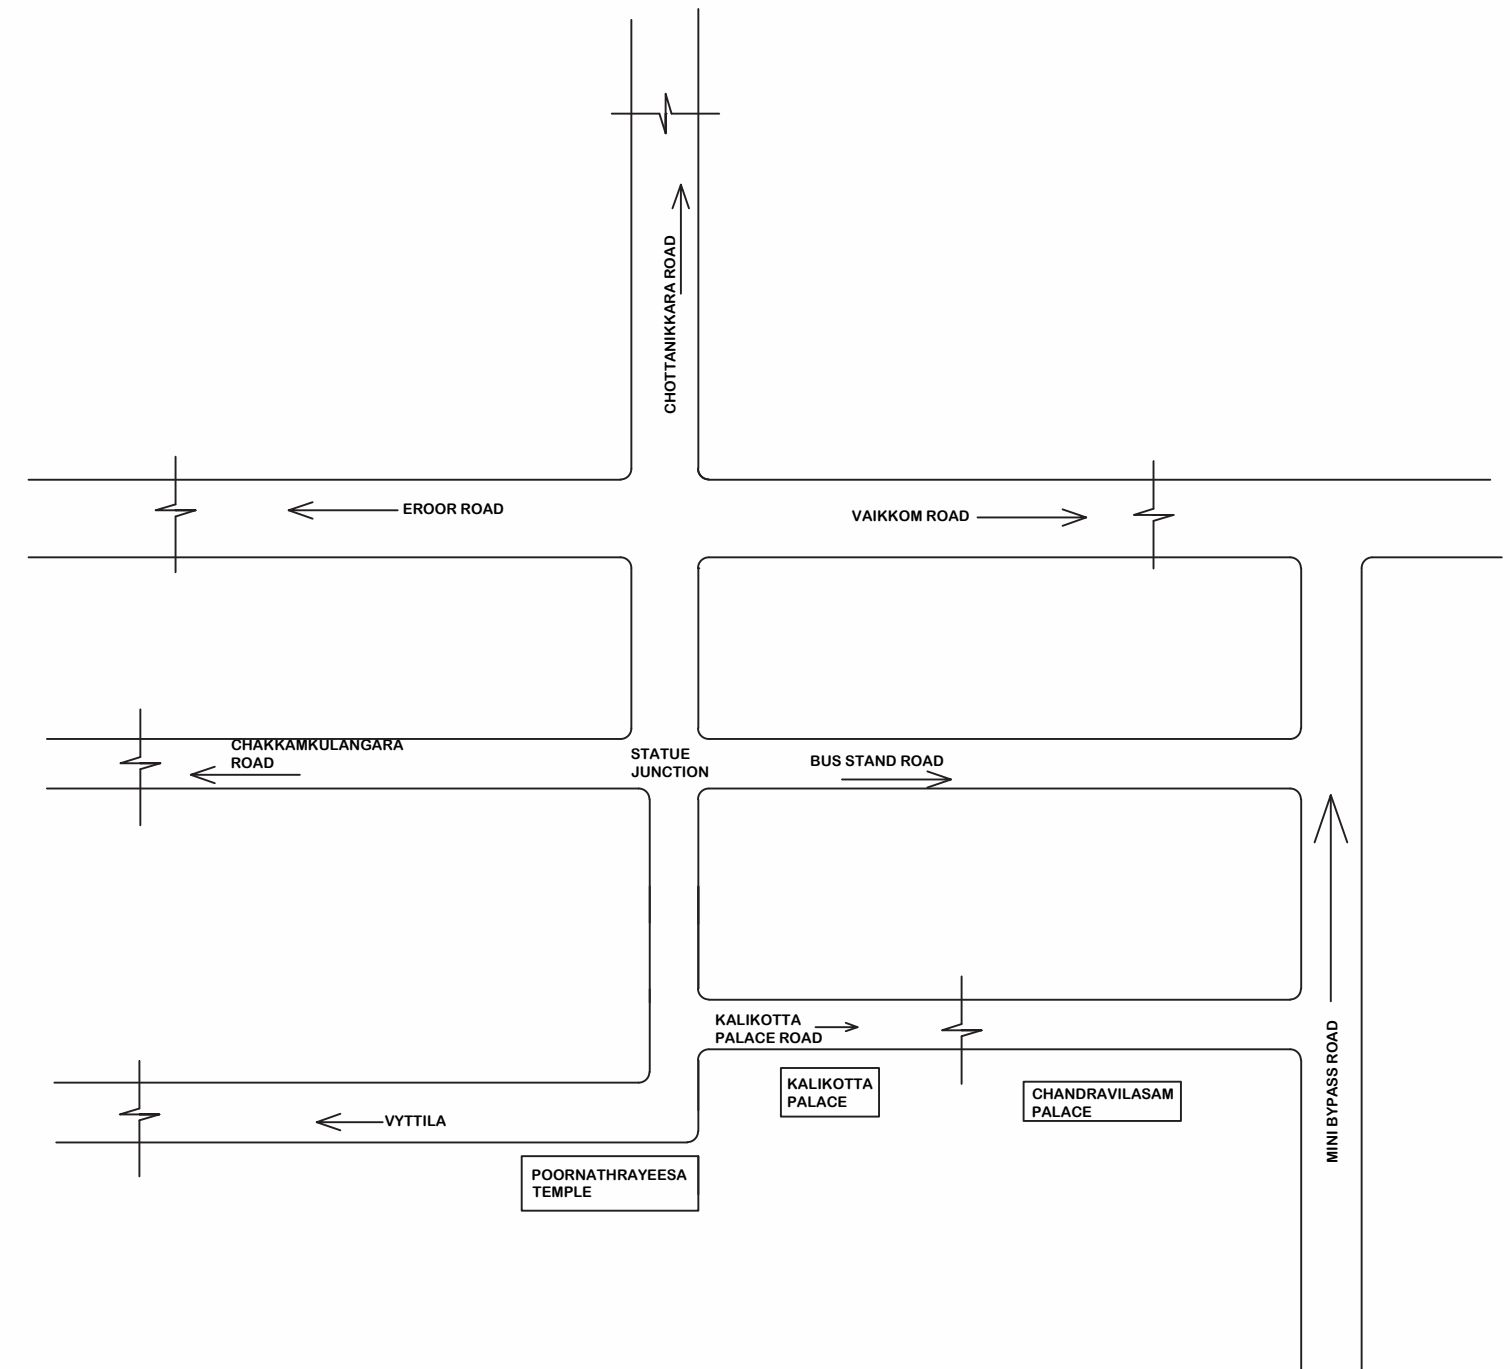 CHOTTANIKKARA ROAD
EROOR ROAD
VAIKKOM ROAD
CHAKKAMKULANGARA
ROAD
STATUE
JUNCTION
BUS STAND ROAD
KALIKOTTA
PALACE ROAD
KALIKOTTA
PALACE
CHANDRAVILASAM
PALACE
MINI BYPASS ROAD
VYTTILA
POORNATHRAYEESA
TEMPLE